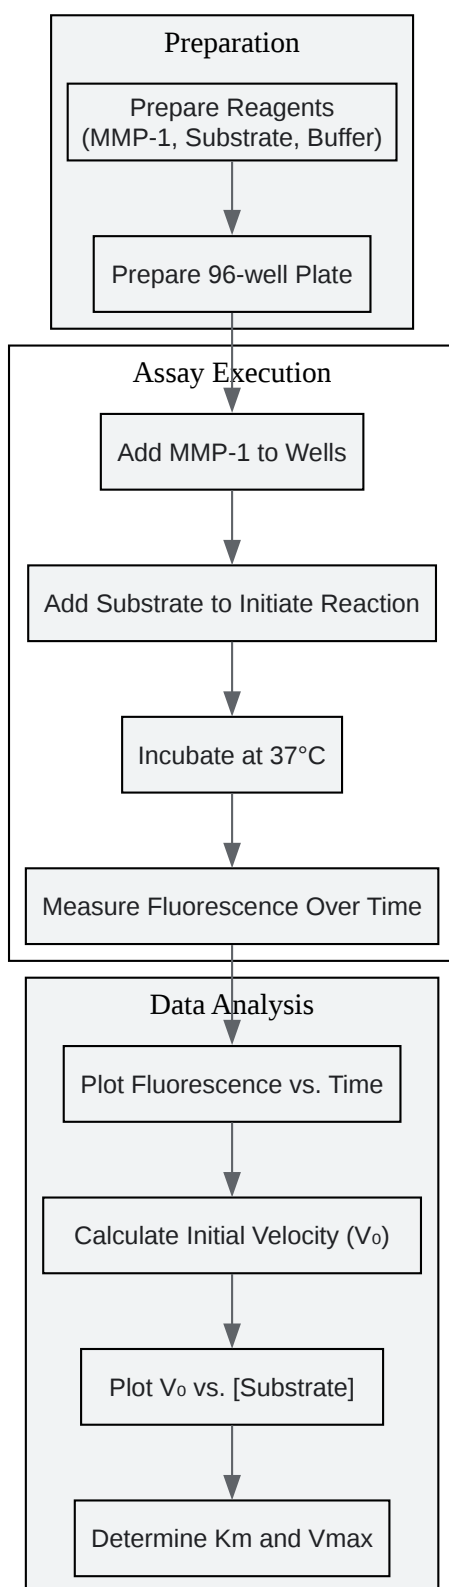 Preparation
Prepare Reagents
(MMP-1, Substrate, Buffer)
Prepare 96-well Plate
Assay Execution
Add MMP-1 to Wells
Add Substrate to Initiate Reaction
Incubate at 37°C
Measure Fluorescence Over Time
Data Analysis
Plot Fluorescence vs. Time
Calculate Initial Velocity (V₀)
Plot V₀ vs. [Substrate]
Determine Km and Vmax